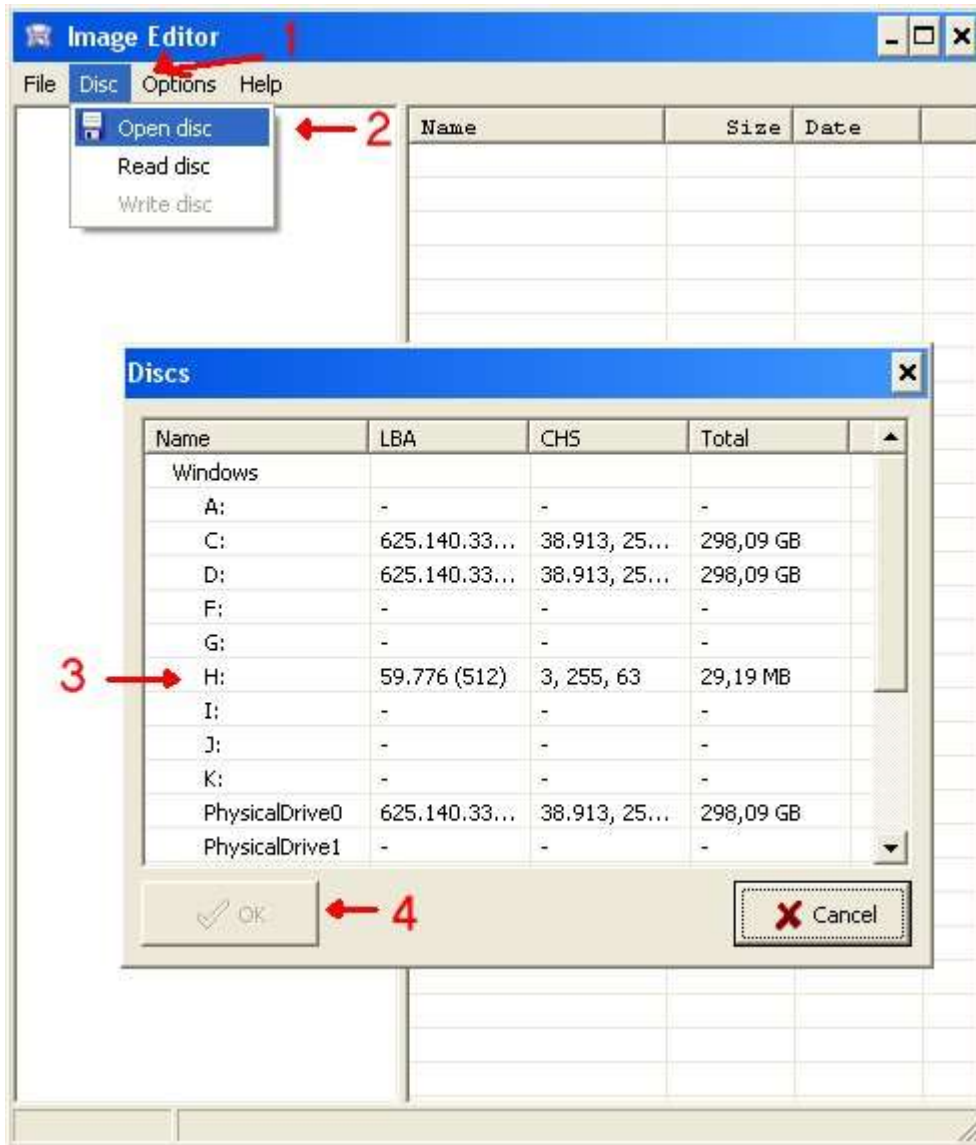 Image Editor
1
File Disc Options Help
Open disc
2
Name Size Date
Read disc
Write disc
Discs
Name LBA CHS Total
Windows
A: - - -
C: 625.140.33... 38.913, 25... 298,09 GB
D: 625.140.33... 38.913, 25... 298,09 GB
F: - - -
G: - - -
3 H: 59.776 (512) 3, 255, 63 29,19 MB
I: - - -
J: - - -
K: - - -
PhysicalDrive0 625.140.33... 38.913, 25... 298,09 GB
PhysicalDrive1 - - -
OK 4 Cancel